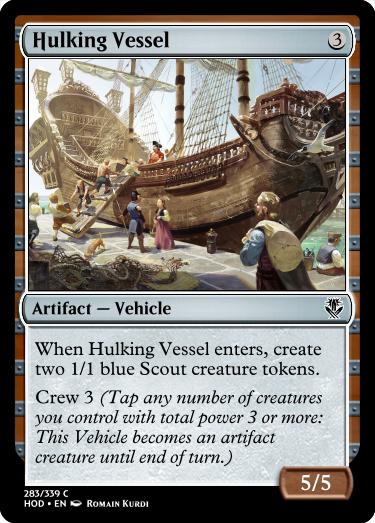 Hulking Vessel 3
Artifact — Vehicle
When Hulking Vessel enters, create
two 1/1 blue Scout creature tokens.
Crew 3 (Tap any number of creatures
you control with total power 3 or more:
This Vehicle becomes an artifact
creature until end of turn.)
5/5
283/339 C
HOD • EN Romain Kurdi